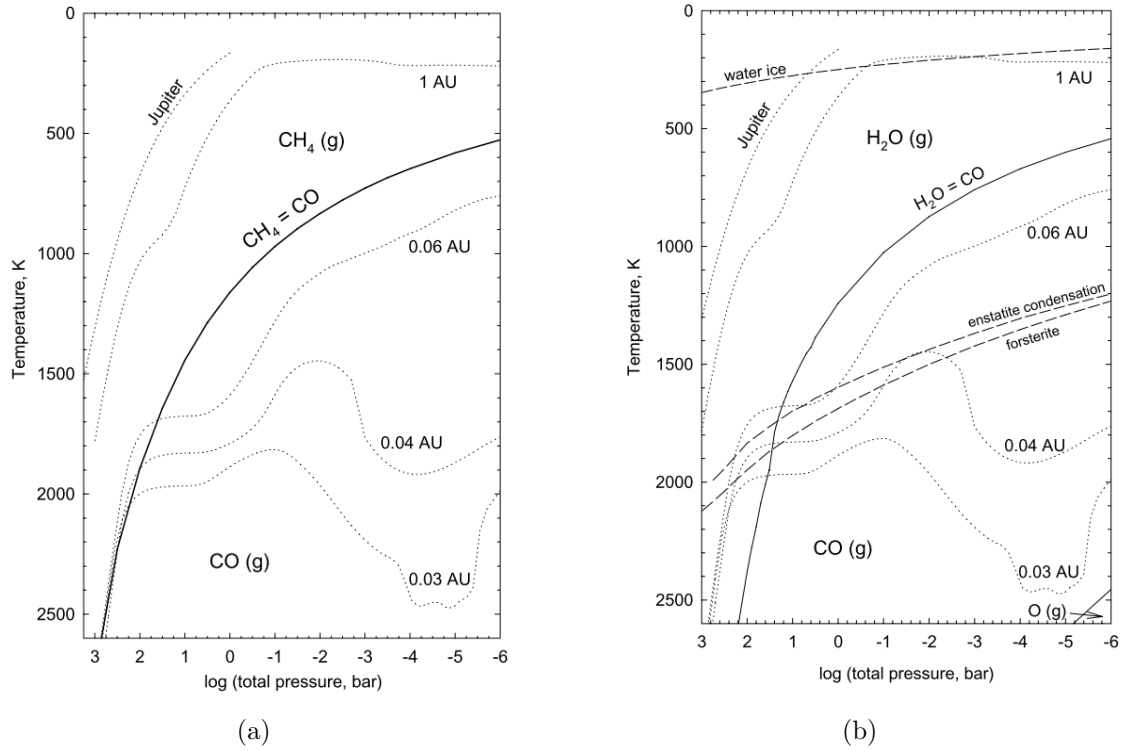 0
500
1000
1500
2000
2500
Temperature, K
3 2 1 0 -1 -2 -3 -4 -5 -6
log (total pressure, bar)
Jupiter
1 AU
CH₄ (g)
CH₄ = CO
0.06 AU
0.04 AU
CO (g)
0.03 AU
(a)
0
500
1000
1500
2000
2500
Temperature, K
3 2 1 0 -1 -2 -3 -4 -5 -6
log (total pressure, bar)
water ice
1 AU
Jupiter
H₂O (g)
H₂O = CO
0.06 AU
enstatite condensation
forsterite
0.04 AU
CO (g)
0.03 AU
O (g)
(b)